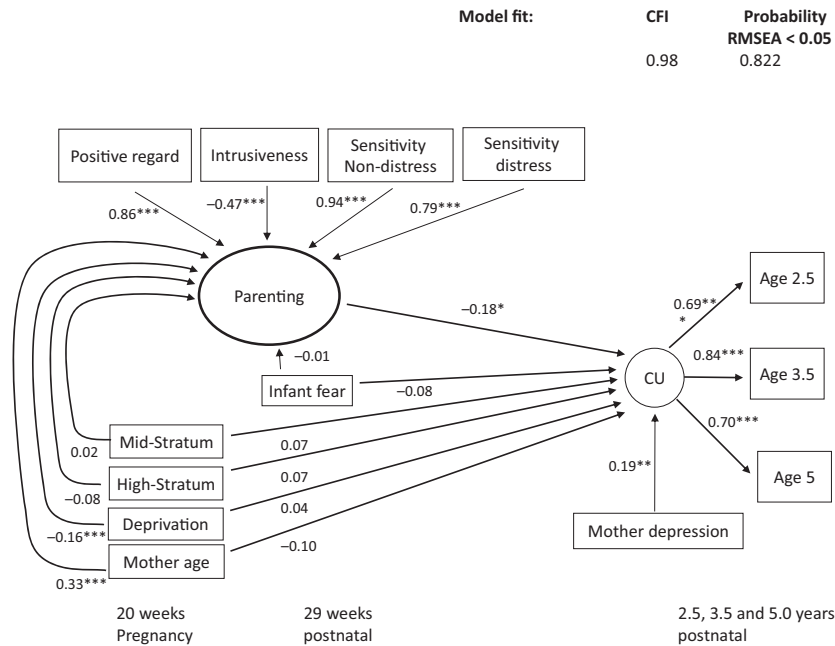 Model fit: CFI Probability
RMSEA < 0.05
0.98 0.822
Positive regard
Intrusiveness
Sensitivity
Non-distress
Sensitivity
distress
0.86***
−0.47***
0.94***
0.79***
Parenting
−0.18*
−0.01
Infant fear
−0.08
CU
0.69**
*
Age 2.5
0.84***
Age 3.5
0.70***
Age 5
Mid-Stratum
0.02
0.07
High-Stratum
−0.08
0.07
Deprivation
−0.16***
0.04
Mother age
0.33***
−0.10
0.19**
Mother depression
20 weeks
Pregnancy
29 weeks
postnatal
2.5, 3.5 and 5.0 years
postnatal